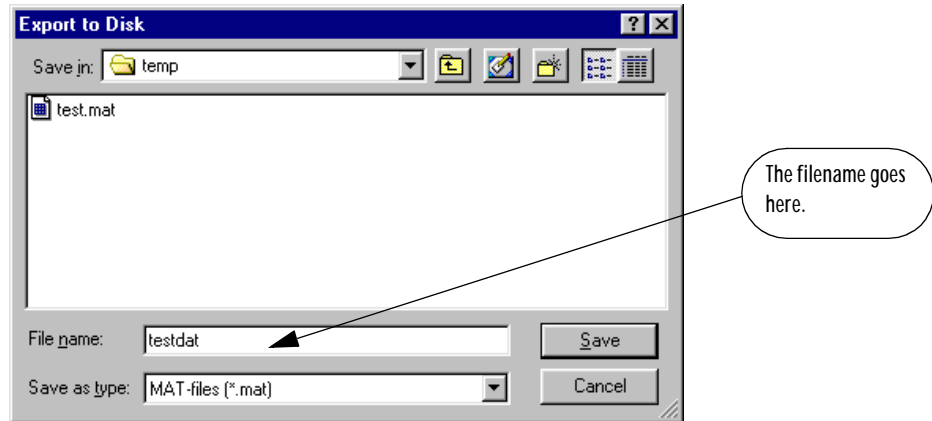 Export to Disk
Save in: temp
test.mat
The filename goes
here.
File name: testdat Save
Save as type: MAT-files (*.mat) Cancel